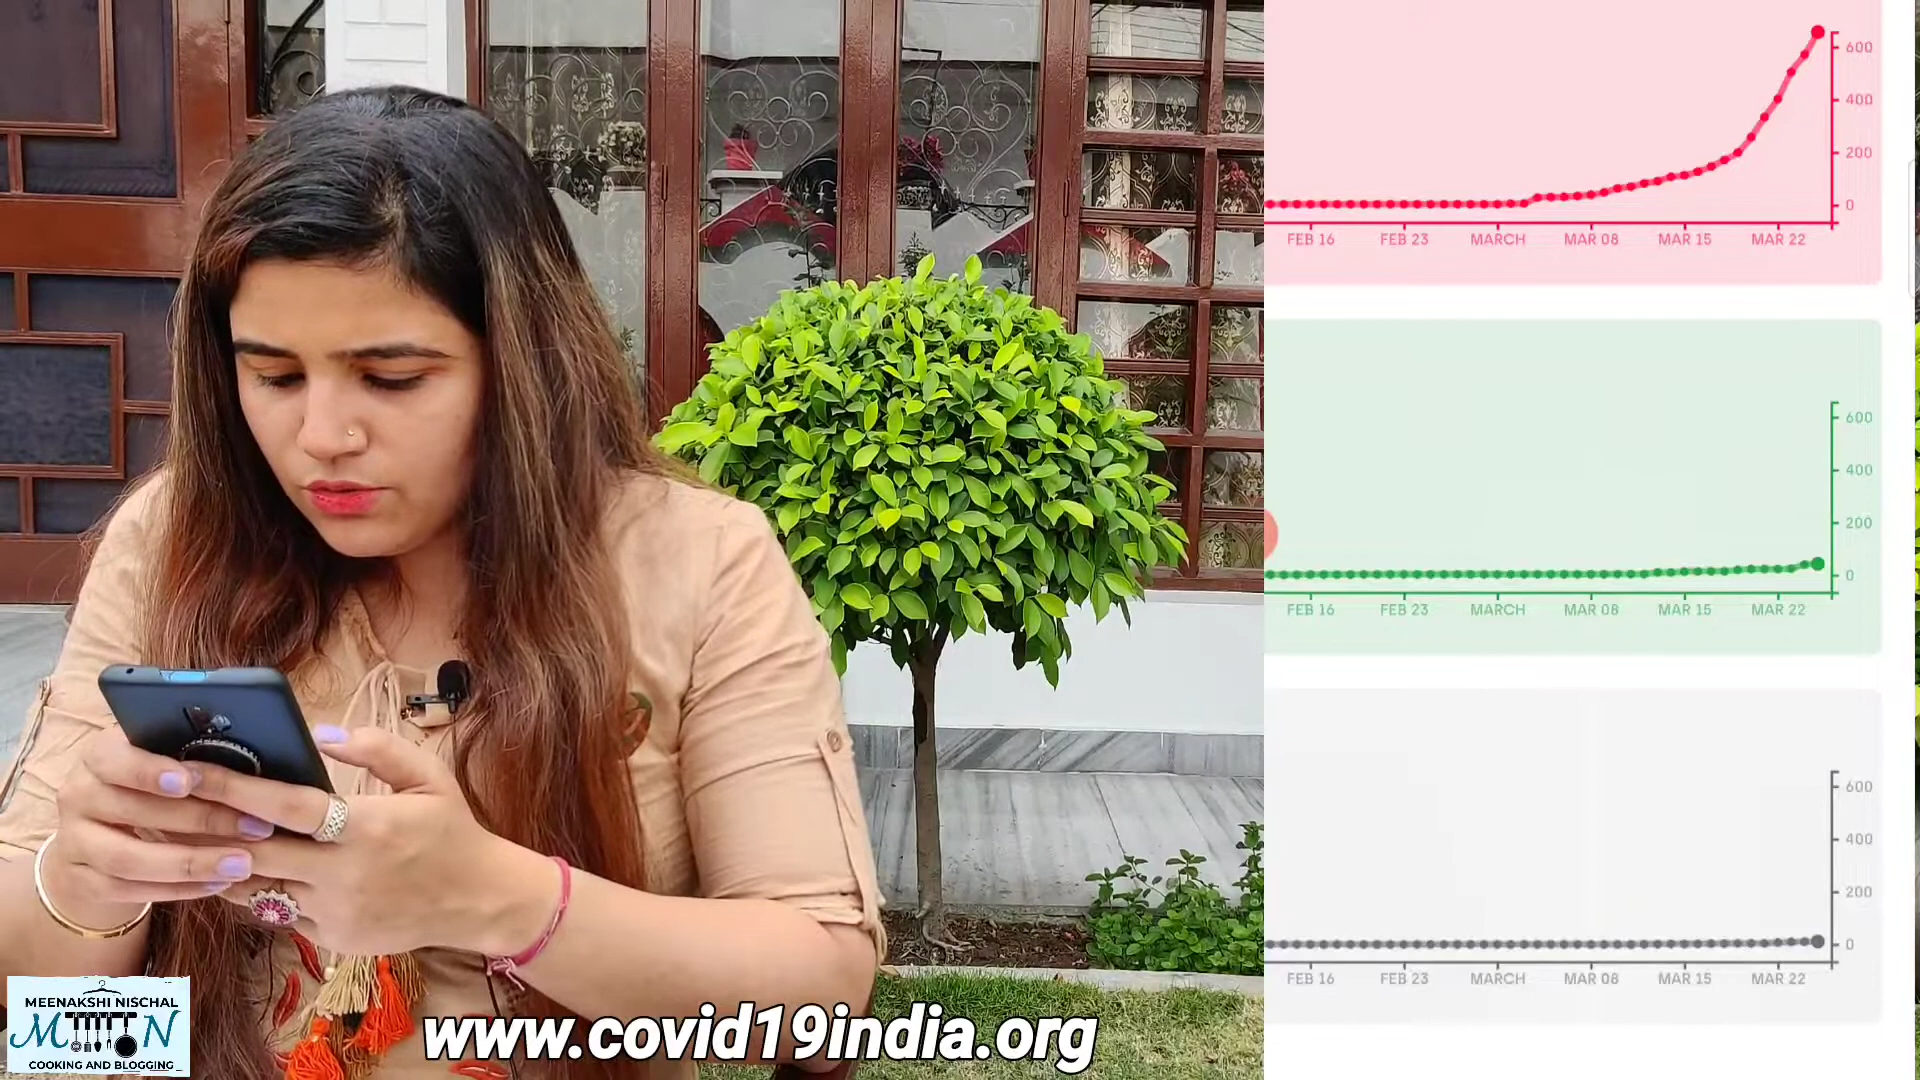 600
400
200
0
FEB 16 FEB 23 MARCH MAR 08 MAR 15 MAR 22
600
400
200
0
FEB 16 FEB 23 MARCH MAR 08 MAR 15 MAR 22
600
400
200
0
FEB 16 FEB 23 MARCH MAR 08 MAR 15 MAR 22
MEENAKSHI NISCHAL
MN
COOKING AND BLOGGING
www.covid19india.org